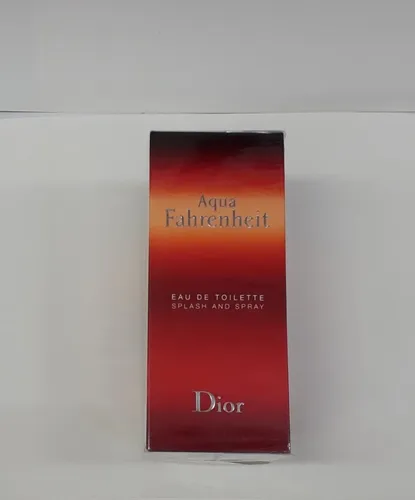 Aqua
Fahrenheit
EAU DE TOILETTE
SPLASH AND SPRAY
Dior